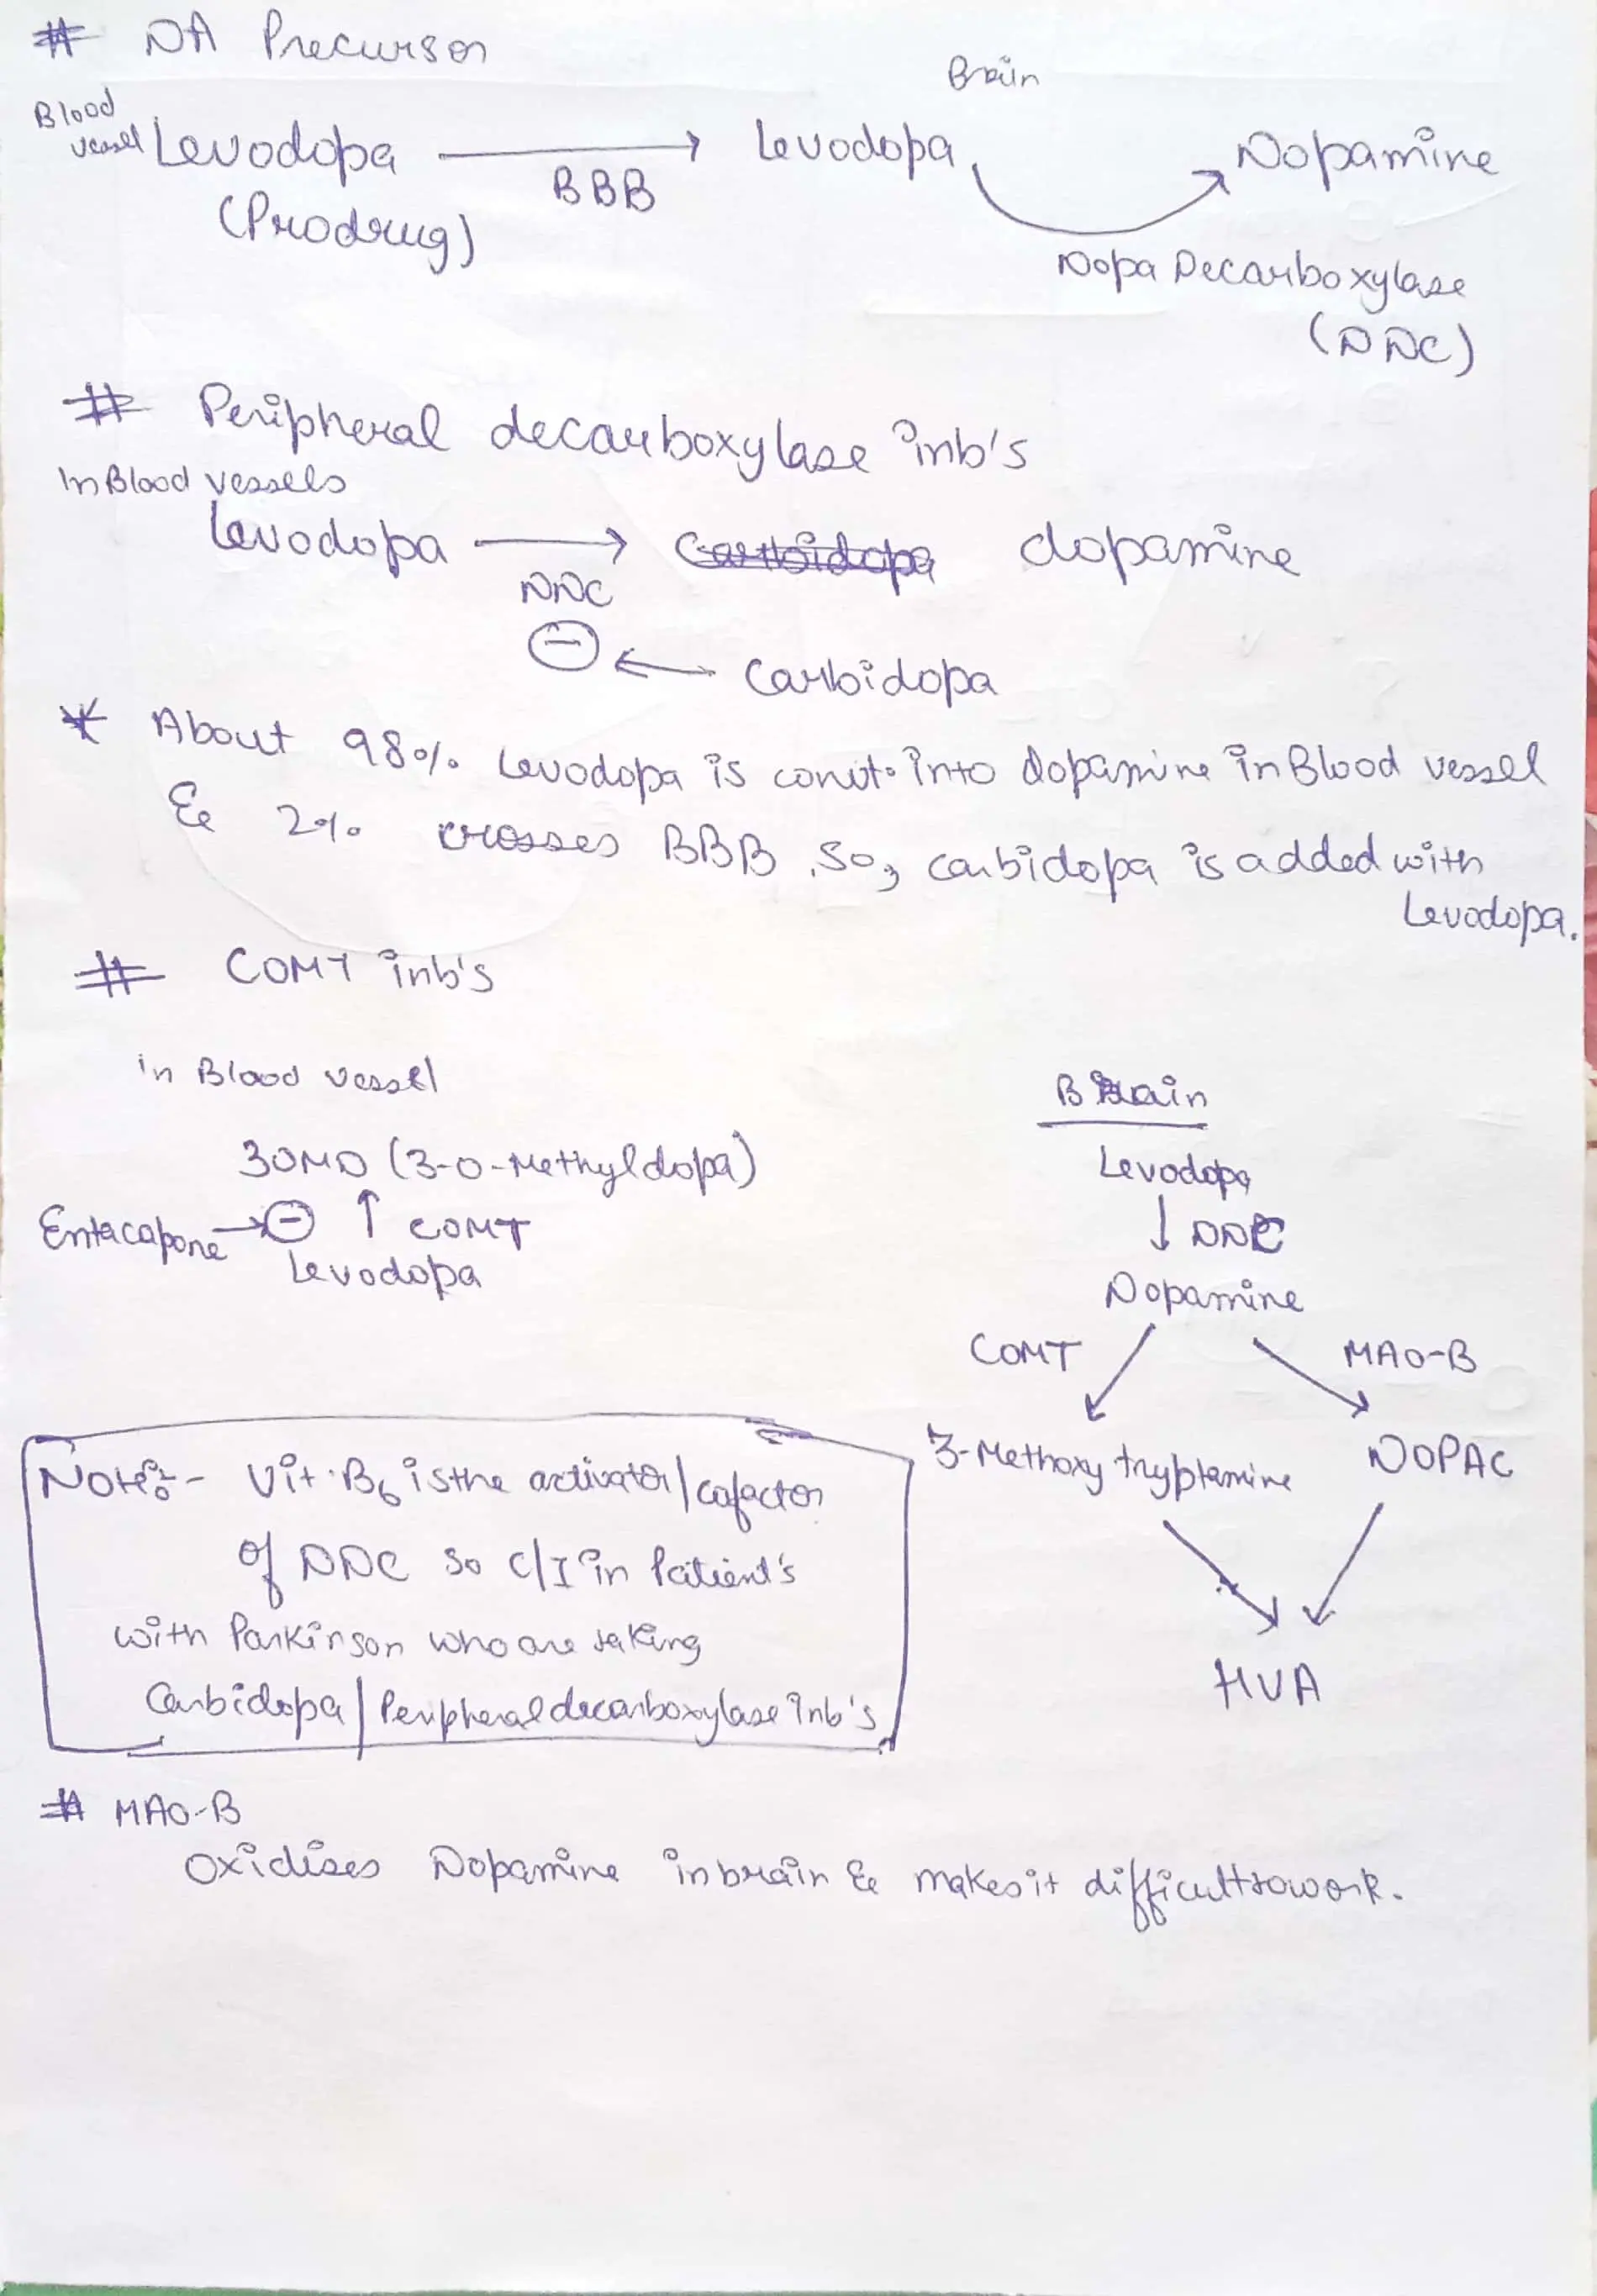 # DA Precursor
Brain
Blood vessel Levodopa → Levodopa Dopamine
BBB
(Prodrug)
Dopa Decarboxylase
(DDC)
# Peripheral decarboxylase inb's
In Blood vessels
Levodopa → Carbidopa dopamine
DDC
⊖ ← Carbidopa
* About 98% Levodopa is convt. into dopamine in Blood vessel
& 2% crosses BBB. So, carbidopa is added with
Levodopa.
# COMT inb's
in Blood vessel
Brain
3OMD (3-O-Methyldopa)
Levodopa
Entacapone → ⊖ ↑ COMT
↓ DDC
Levodopa
Dopamine
COMT MAO-B
3-Methoxy tryptamine DOPAC
Note:- Vit. B6 is the activator/cofactor
of DDC so C/I in Patient's
with Parkinson who are taking
Carbidopa/Peripheral decarboxylase inb's
HVA
# MAO-B
Oxidises Dopamine in brain & makes it difficult to work.